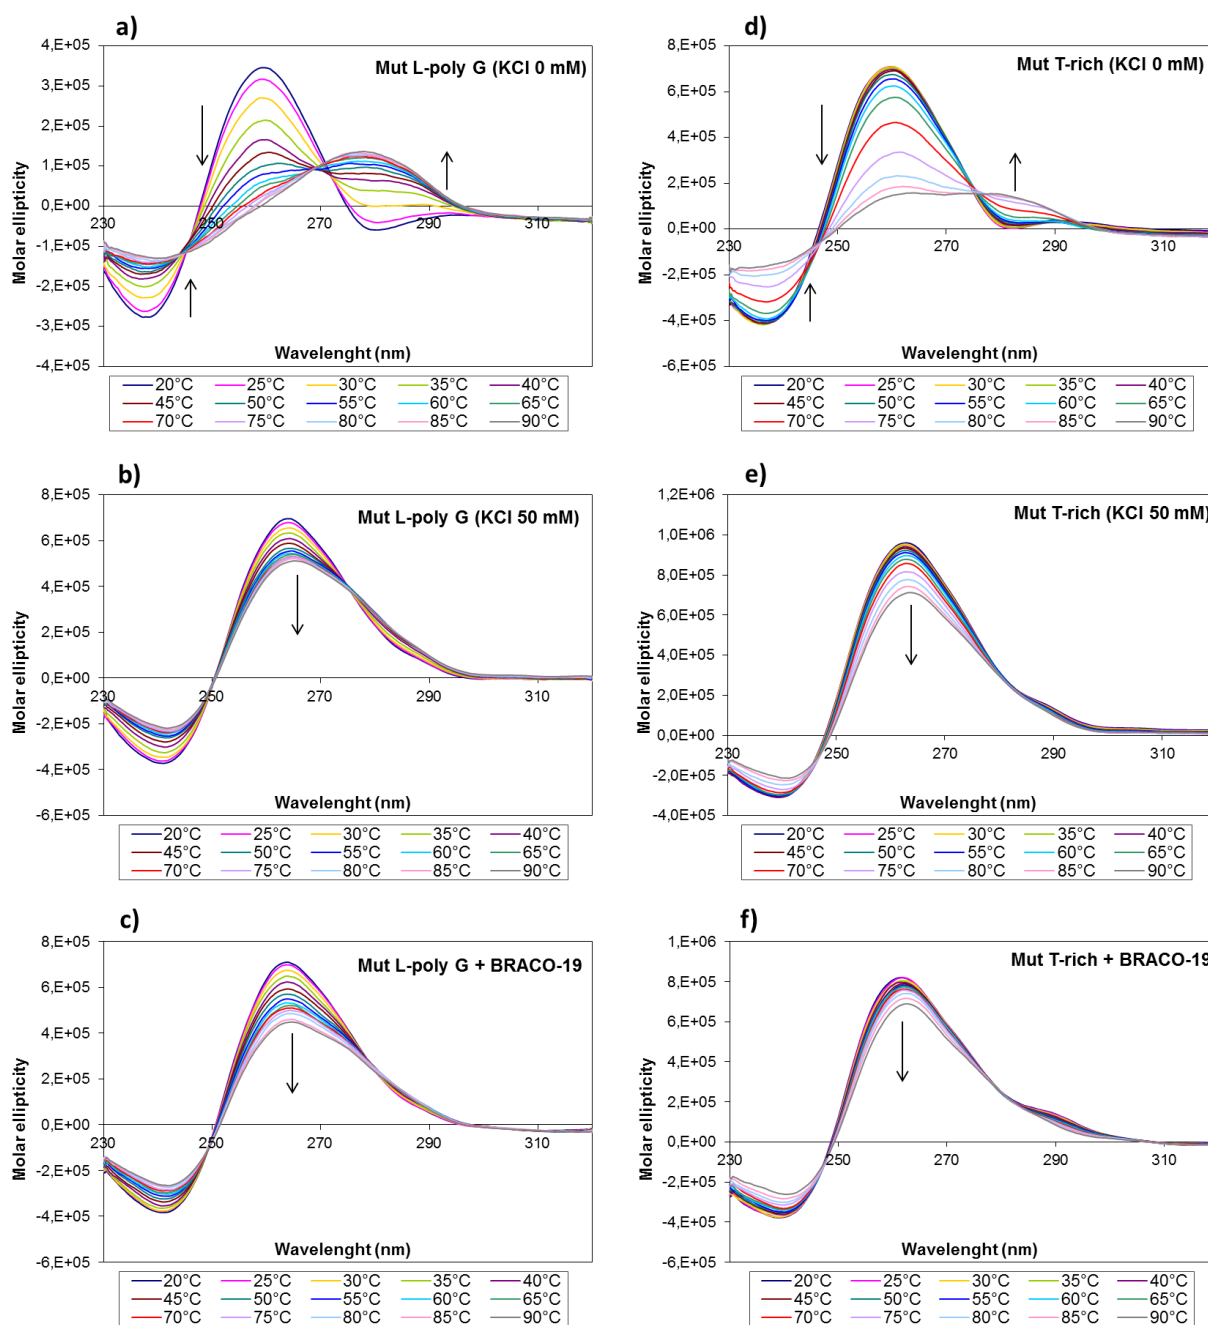 a)
Mut L-poly G (KCl 0 mM)
Molar ellipticity
4,E+05
3,E+05
2,E+05
1,E+05
0,E+00
-1,E+05
-2,E+05
-3,E+05
-4,E+05
230 250 270 290 310
Wavelenght (nm)
20°C 25°C 30°C 35°C 40°C
45°C 50°C 55°C 60°C 65°C
70°C 75°C 80°C 85°C 90°C
d)
Mut T-rich (KCl 0 mM)
Molar ellipticity
8,E+05
6,E+05
4,E+05
2,E+05
0,E+00
-2,E+05
-4,E+05
-6,E+05
230 250 270 290 310
Wavelenght (nm)
20°C 25°C 30°C 35°C 40°C
45°C 50°C 55°C 60°C 65°C
70°C 75°C 80°C 85°C 90°C
b)
Mut L-poly G (KCl 50 mM)
Molar ellipticity
8,E+05
6,E+05
4,E+05
2,E+05
0,E+00
-2,E+05
-4,E+05
-6,E+05
230 250 270 290 310
Wavelenght (nm)
20°C 25°C 30°C 35°C 40°C
45°C 50°C 55°C 60°C 65°C
70°C 75°C 80°C 85°C 90°C
e)
Mut T-rich (KCl 50 mM)
Molar ellipticity
1,2E+06
1,0E+06
8,0E+05
6,0E+05
4,0E+05
2,0E+05
0,0E+00
-2,0E+05
-4,0E+05
230 250 270 290 310
Wavelenght (nm)
20°C 25°C 30°C 35°C 40°C
45°C 50°C 55°C 60°C 65°C
70°C 75°C 80°C 85°C 90°C
c)
Mut L-poly G + BRACO-19
Molar ellipticity
8,E+05
6,E+05
4,E+05
2,E+05
0,E+00
-2,E+05
-4,E+05
-6,E+05
230 250 270 290 310
Wavelenght (nm)
20°C 25°C 30°C 35°C 40°C
45°C 50°C 55°C 60°C 65°C
70°C 75°C 80°C 85°C 90°C
f)
Mut T-rich + BRACO-19
Molar ellipticity
1,E+06
8,E+05
6,E+05
4,E+05
2,E+05
0,E+00
-2,E+05
-4,E+05
-6,E+05
230 250 270 290 310
Wavelenght (nm)
20°C 25°C 30°C 35°C 40°C
45°C 50°C 55°C 60°C 65°C
70°C 75°C 80°C 85°C 90°C